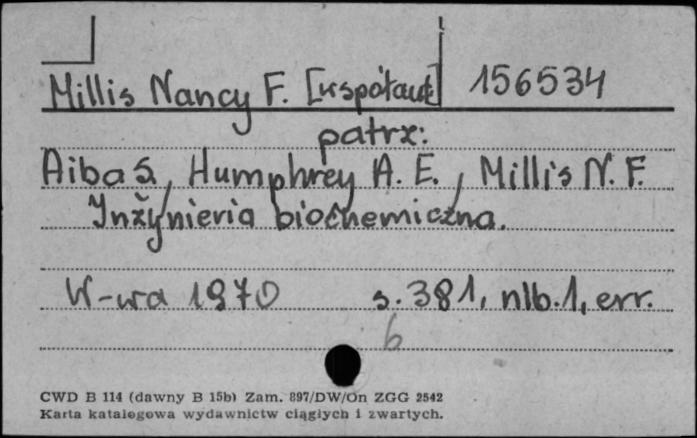 Millis Nancy F. [współaut] 156534
patrz:
Aiba S, Humphrey A. E., Millis N. F.
Inżynieria biochemiczna.
W-wa 1970 s. 381, nlb. 1, err.
b
CWD B 114 (dawny B 15b) Zam. 897/DW/On ZGG 2542
Karta katalogowa wydawnictw ciągłych i zwartych.